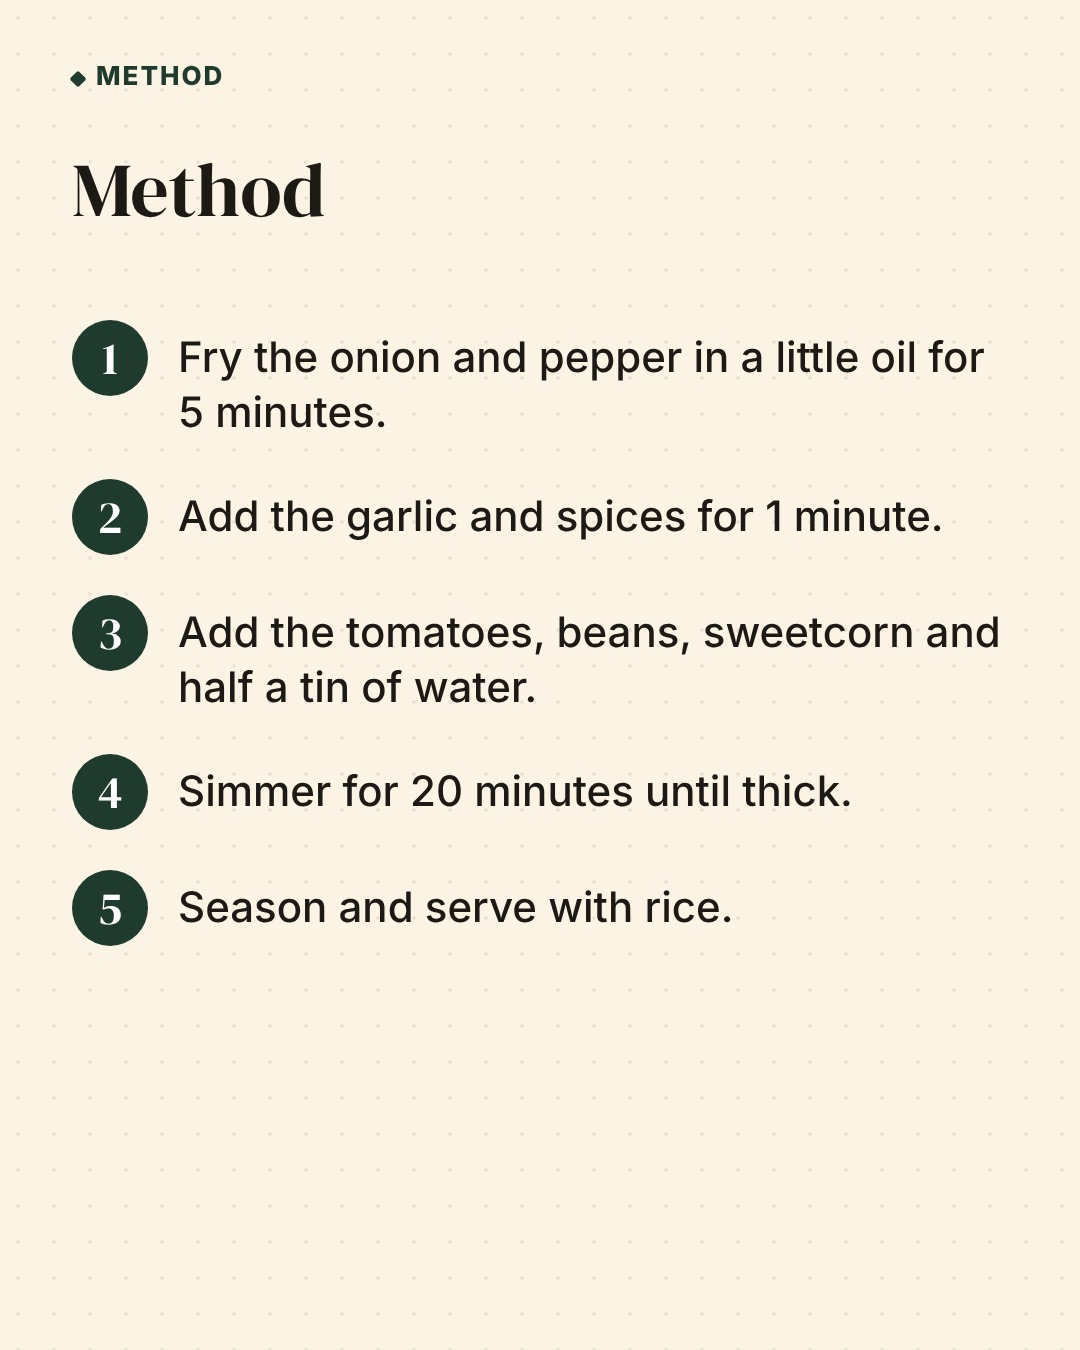 METHOD
Method
1 Fry the onion and pepper in a little oil for
5 minutes.
2 Add the garlic and spices for 1 minute.
3 Add the tomatoes, beans, sweetcorn and
half a tin of water.
4 Simmer for 20 minutes until thick.
5 Season and serve with rice.